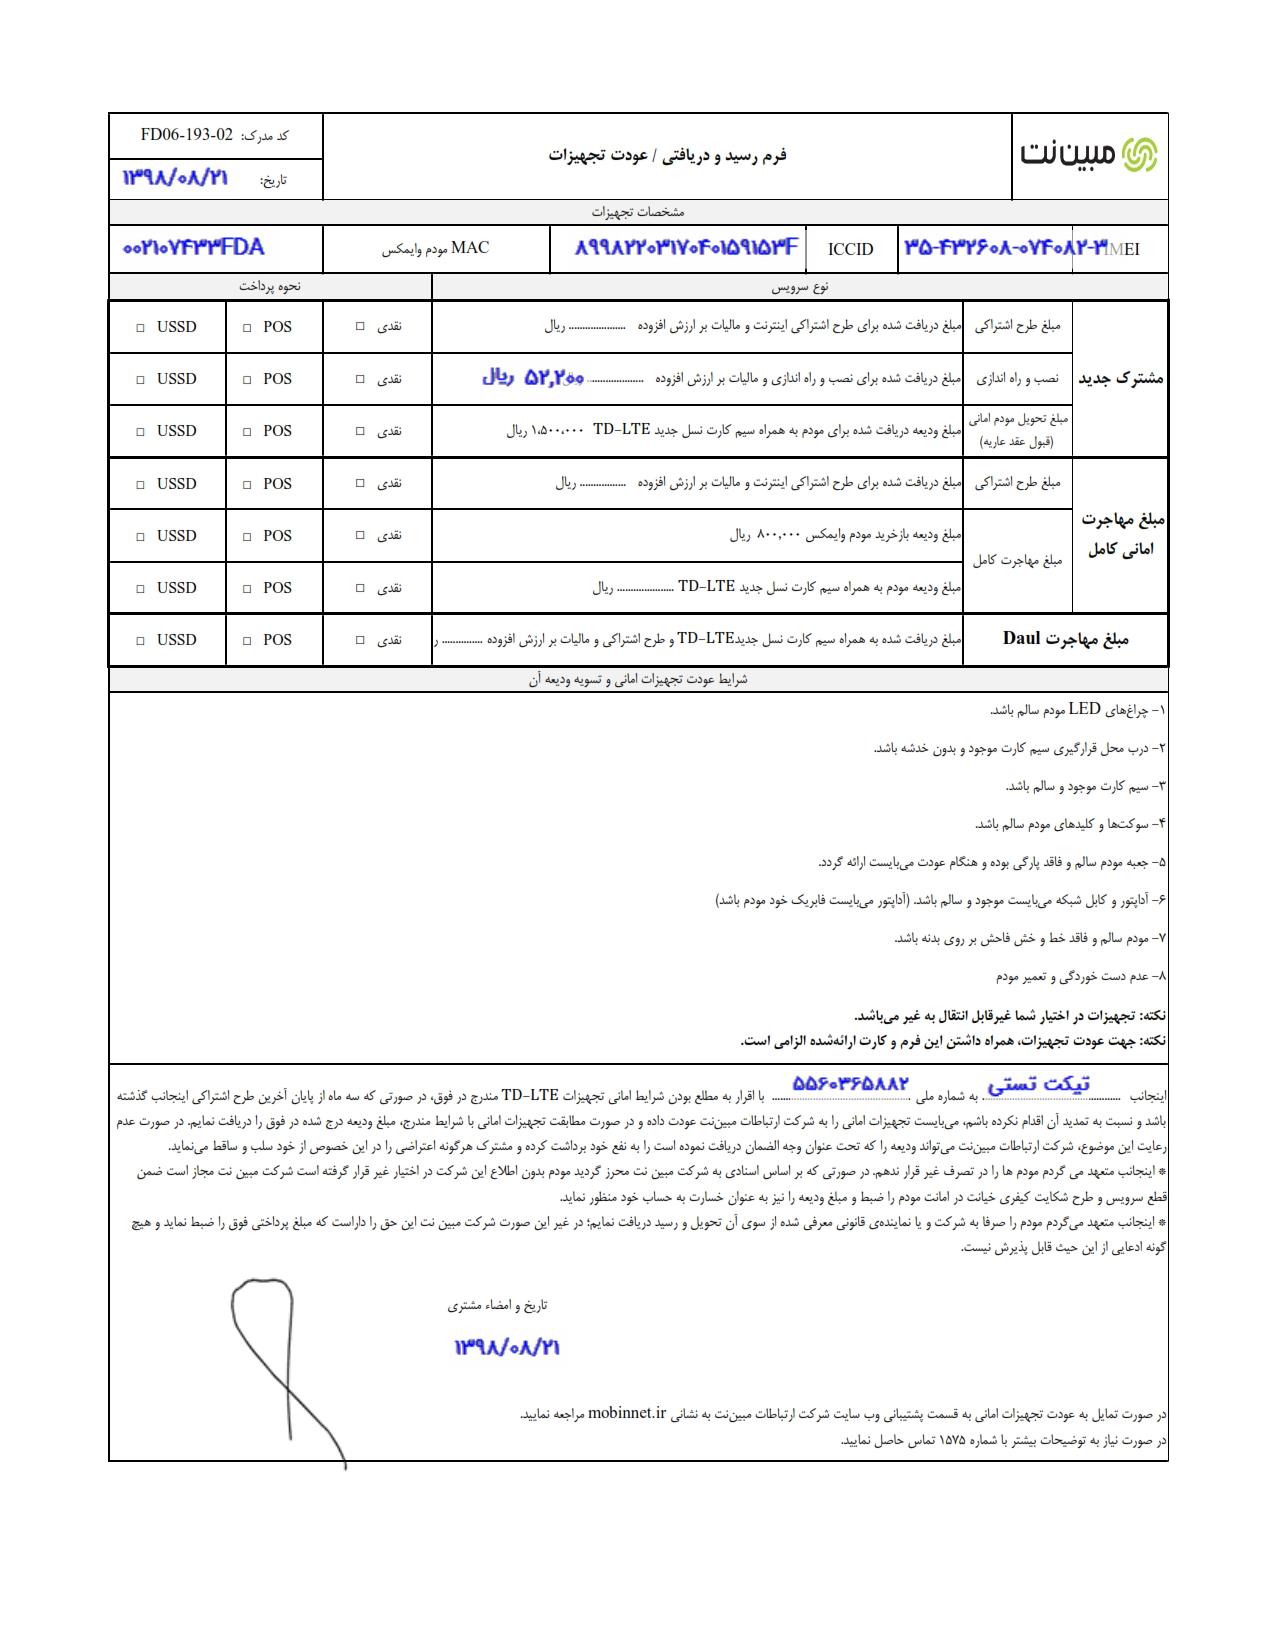 مبین‌نت
فرم رسید و دریافتی / عودت تجهیزات
کد مدرک: FD06-193-02
تاریخ: ۱۳۹۸/۰۸/۲۱
مشخصات تجهیزات
IMEI ۳۵-۴۳۲۶۰۸-۰۷۴۰۸۲-۳ ICCID ۸۹۹۸۲۲۰۳۱۷۰۴۰۱۵۹۱۵۳F MAC مودم وایمکس ۰۰۲۱۰۷۴۳۳FDA
نوع سرویس نحوه پرداخت
مشترک جدید
مبلغ طرح اشتراکی مبلغ دریافت شده برای طرح اشتراکی اینترنت و مالیات بر ارزش افزوده ..................... ریال نقدی □ POS □ USSD □
نصب و راه اندازی مبلغ دریافت شده برای نصب و راه اندازی و مالیات بر ارزش افزوده ..................... ۵۲,۲۰۰ ریال نقدی □ POS □ USSD □
مبلغ تحویل مودم امانی (قبول عقد عاریه) مبلغ ودیعه دریافت شده برای مودم به همراه سیم کارت نسل جدید TD-LTE ۱،۵۰۰،۰۰۰ ریال نقدی □ POS □ USSD □
مبلغ مهاجرت امانی کامل
مبلغ طرح اشتراکی مبلغ دریافت شده برای طرح اشتراکی اینترنت و مالیات بر ارزش افزوده ................. ریال نقدی □ POS □ USSD □
مبلغ مهاجرت کامل مبلغ ودیعه بازخرید مودم وایمکس ۸۰۰,۰۰۰ ریال نقدی □ POS □ USSD □
مبلغ ودیعه مودم به همراه سیم کارت نسل جدید TD-LTE ..................... ریال نقدی □ POS □ USSD □
مبلغ مهاجرت Daul مبلغ دریافت شده به همراه سیم کارت نسل جدیدTD-LTE و طرح اشتراکی و مالیات بر ارزش افزوده ............... ر نقدی □ POS □ USSD □
شرایط عودت تجهیزات امانی و تسویه ودیعه آن
۱- چراغ‌های LED مودم سالم باشد.
۲- درب محل قرارگیری سیم کارت موجود و بدون خدشه باشد.
۳- سیم کارت موجود و سالم باشد.
۴- سوکت‌ها و کلیدهای مودم سالم باشد.
۵- جعبه مودم سالم و فاقد پارگی بوده و هنگام عودت می‌بایست ارائه گردد.
۶- آداپتور و کابل شبکه می‌بایست موجود و سالم باشد. (آداپتور می‌بایست فابریک خود مودم باشد)
۷- مودم سالم و فاقد خط و خش فاحش بر روی بدنه باشد.
۸- عدم دست خوردگی و تعمیر مودم
نکته: تجهیزات در اختیار شما غیرقابل انتقال به غیر می‌باشد.
نکته: جهت عودت تجهیزات، همراه داشتن این فرم و کارت ارائه‌شده الزامی است.
اینجانب ........ تیکت تستی ........ به شماره ملی ........ ۵۵۶۰۳۶۵۸۸۲ ........ با اقرار به مطلع بودن شرایط امانی تجهیزات TD-LTE مندرج در فوق، در صورتی که سه ماه از پایان آخرین طرح اشتراکی اینجانب گذشته
باشد و نسبت به تمدید آن اقدام نکرده باشم، می‌بایست تجهیزات امانی را به شرکت ارتباطات مبین‌نت عودت داده و در صورت مطابقت تجهیزات امانی با شرایط مندرج، مبلغ ودیعه درج شده در فوق را دریافت نمایم. در صورت عدم
رعایت این موضوع، شرکت ارتباطات مبین‌نت می‌تواند ودیعه را که تحت عنوان وجه الضمان دریافت نموده است را به نفع خود برداشت کرده و مشترک هرگونه اعتراضی را در این خصوص از خود سلب و ساقط می‌نماید.
* اینجانب متعهد می گردم مودم ها را در تصرف غیر قرار ندهم. در صورتی که بر اساس اسنادی به شرکت مبین نت محرز گردید مودم بدون اطلاع این شرکت در اختیار غیر قرار گرفته است شرکت مبین نت مجاز است ضمن
قطع سرویس و طرح شکایت کیفری خیانت در امانت مودم را ضبط و مبلغ ودیعه را نیز به عنوان خسارت به حساب خود منظور نماید.
* اینجانب متعهد می‌گردم مودم را صرفا به شرکت و یا نماینده‌ی قانونی معرفی شده از سوی آن تحویل و رسید دریافت نمایم؛ در غیر این صورت شرکت مبین نت این حق را داراست که مبلغ پرداختی فوق را ضبط نماید و هیچ
گونه ادعایی از این حیث قابل پذیرش نیست.
تاریخ و امضاء مشتری
۱۳۹۸/۰۸/۲۱
در صورت تمایل به عودت تجهیزات امانی به قسمت پشتیبانی وب سایت شرکت ارتباطات مبین‌نت به نشانی mobinnet.ir مراجعه نمایید.
در صورت نیاز به توضیحات بیشتر با شماره ۱۵۷۵ تماس حاصل نمایید.